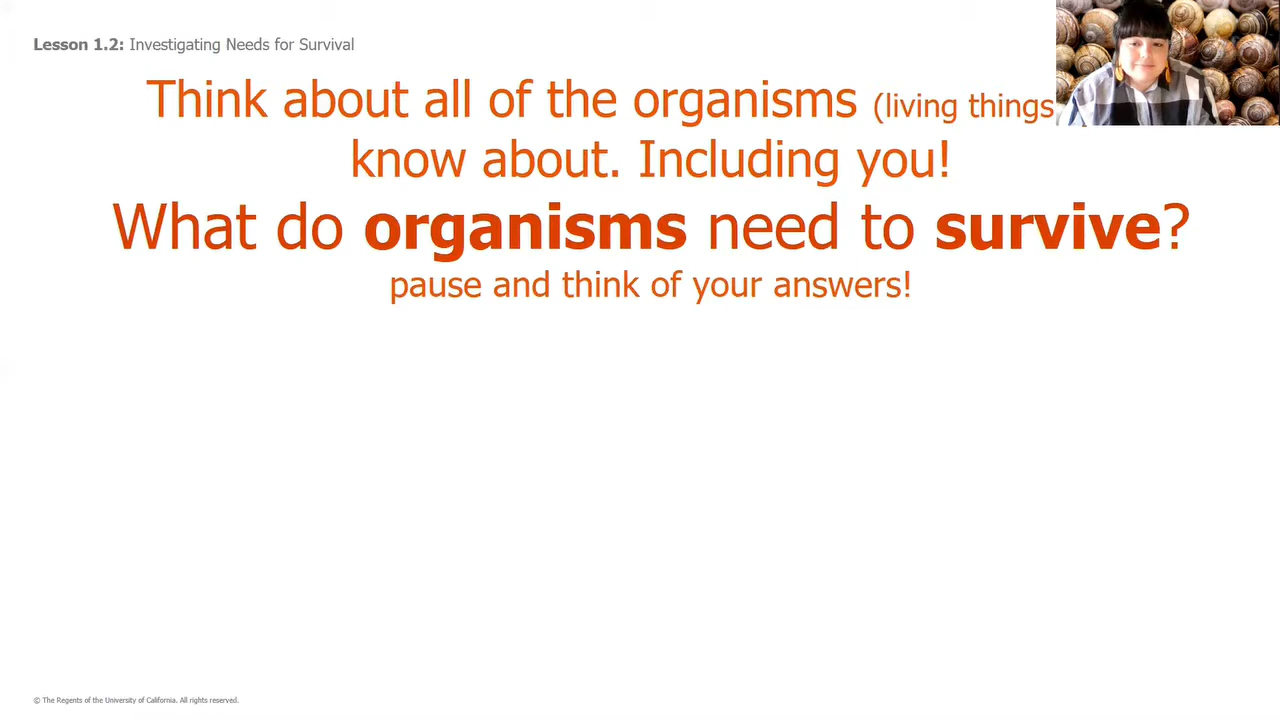 Lesson 1.2: Investigating Needs for Survival
Think about all of the organisms (living things
know about. Including you!
What do organisms need to survive?
pause and think of your answers!
© The Regents of the University of California. All rights reserved.